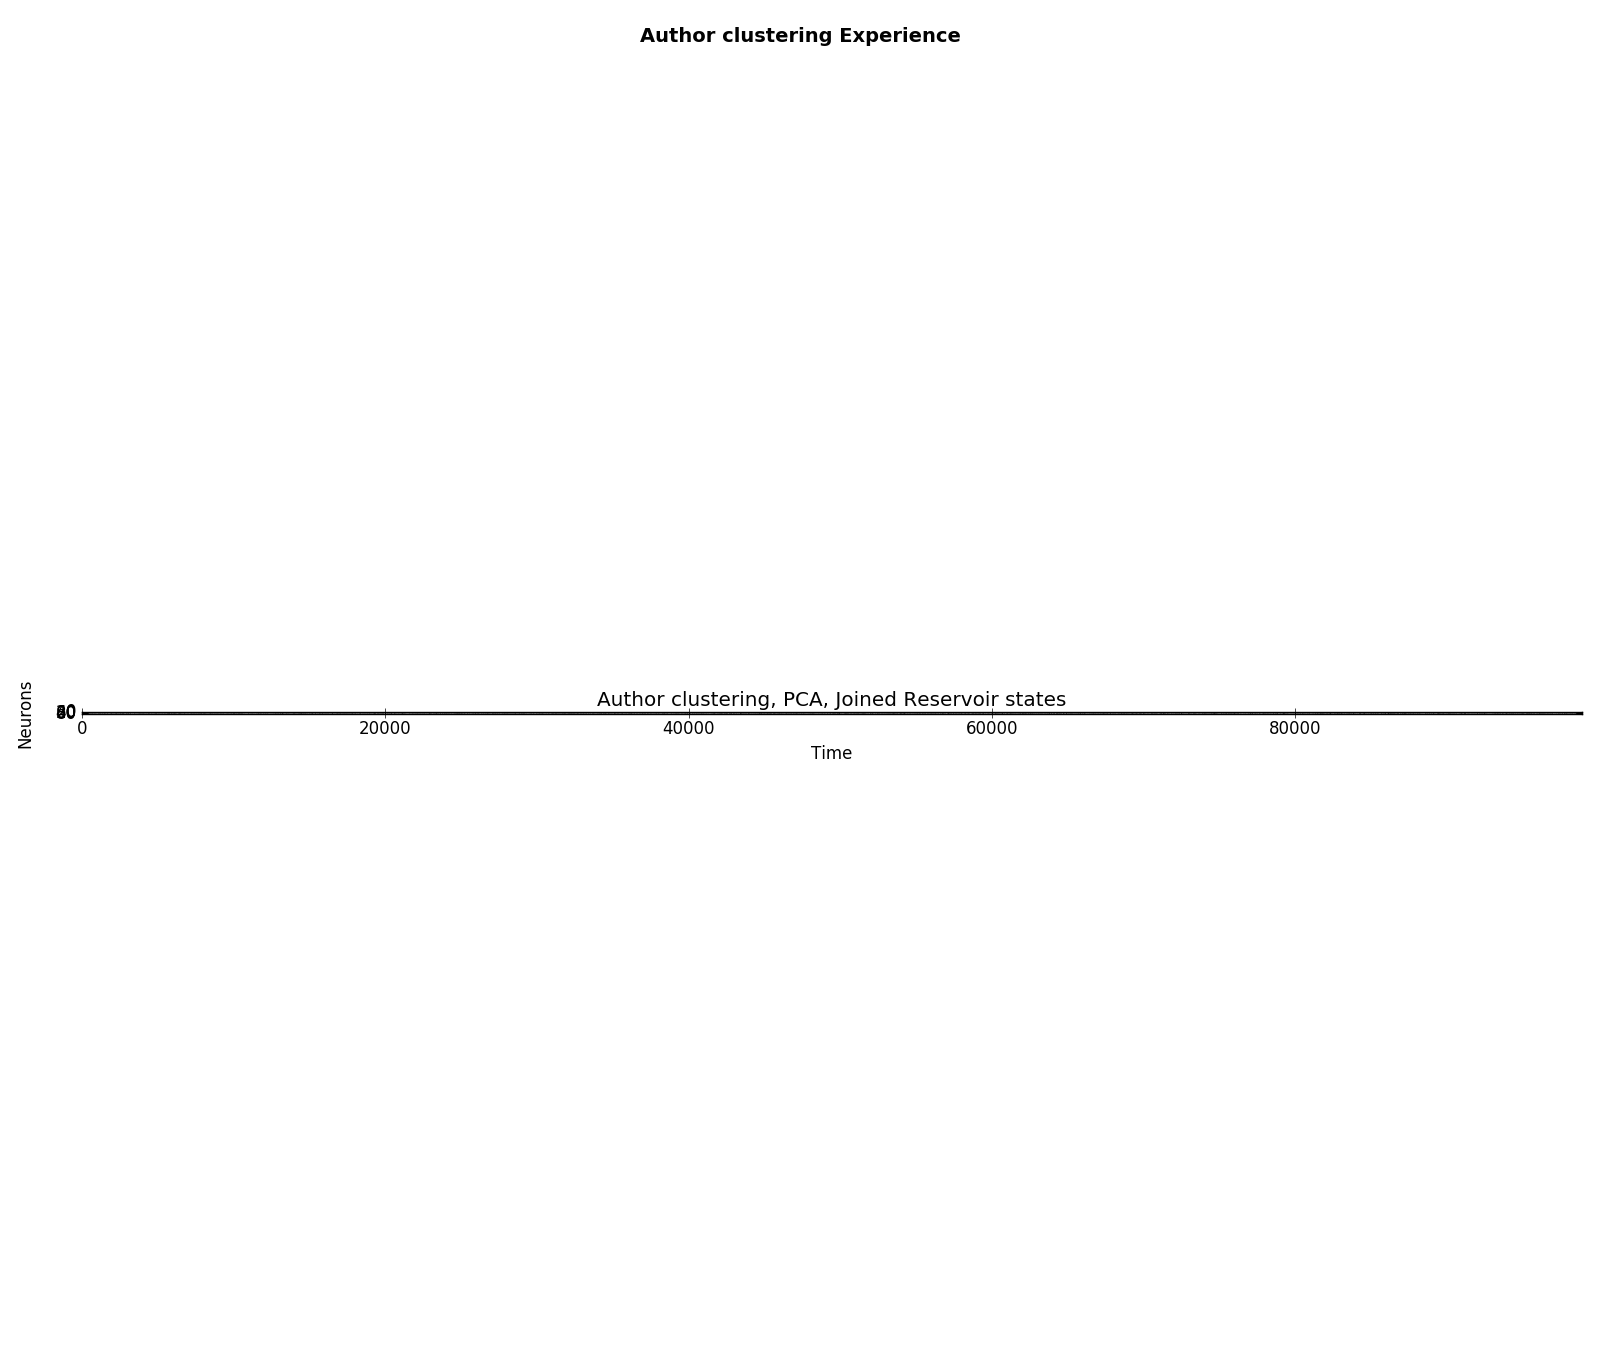 Author clustering Experience
Author clustering, PCA, Joined Reservoir states
Neurons
0 20000 40000 60000 80000
Time